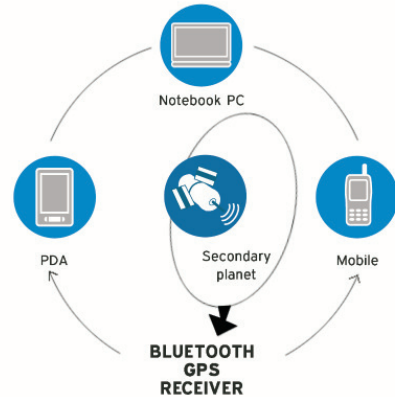 Notebook PC
PDA
Secondary
planet
Mobile
BLUETOOTH
GPS
RECEIVER